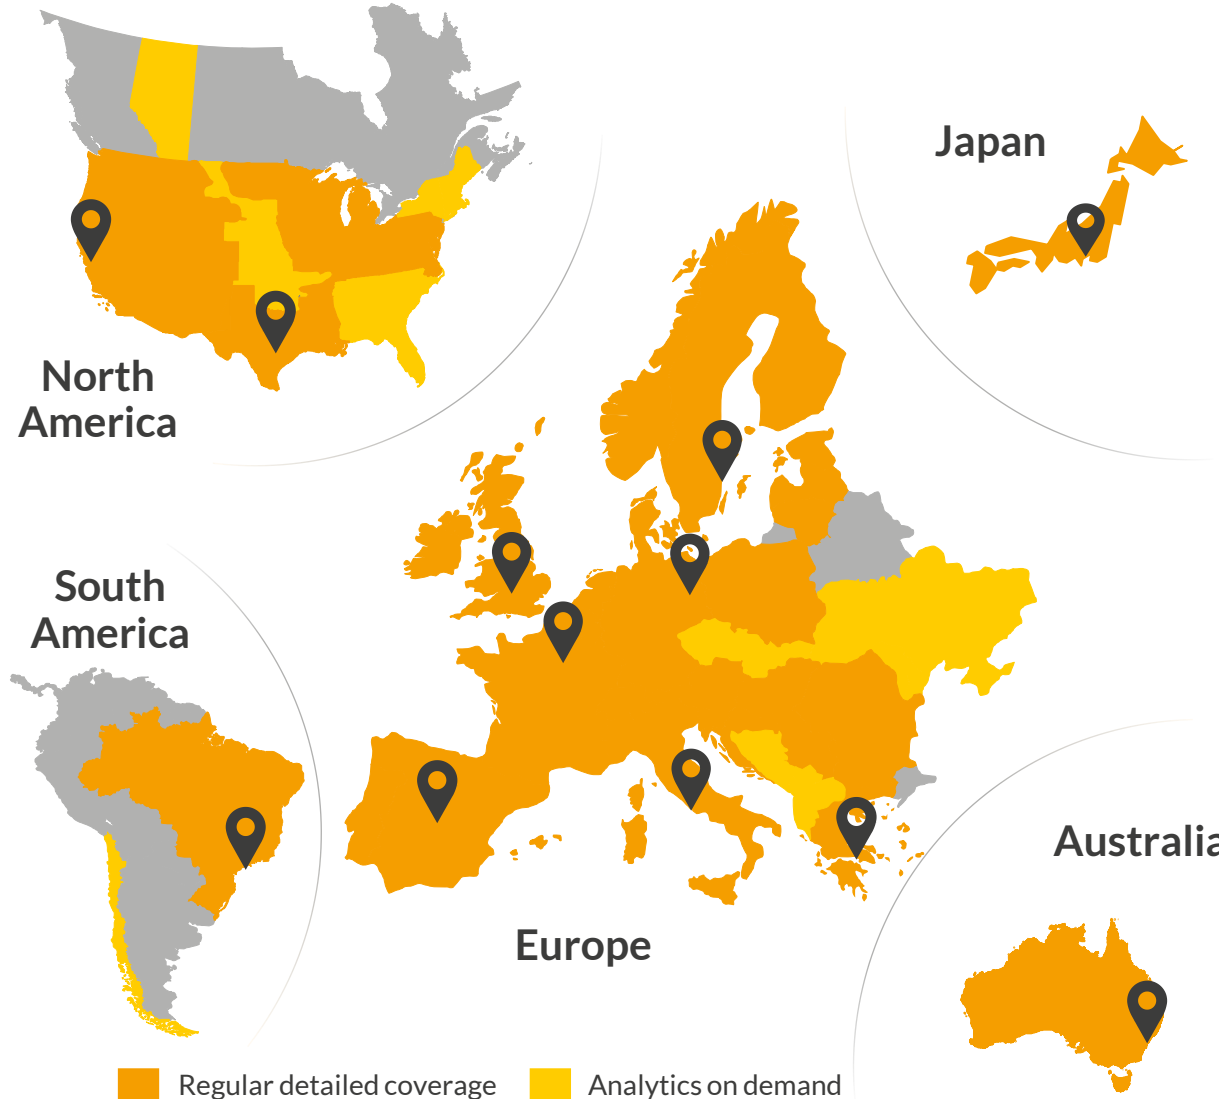 Japan
North
America
South
America
Australia
Europe
Regular detailed coverage
Analytics on demand